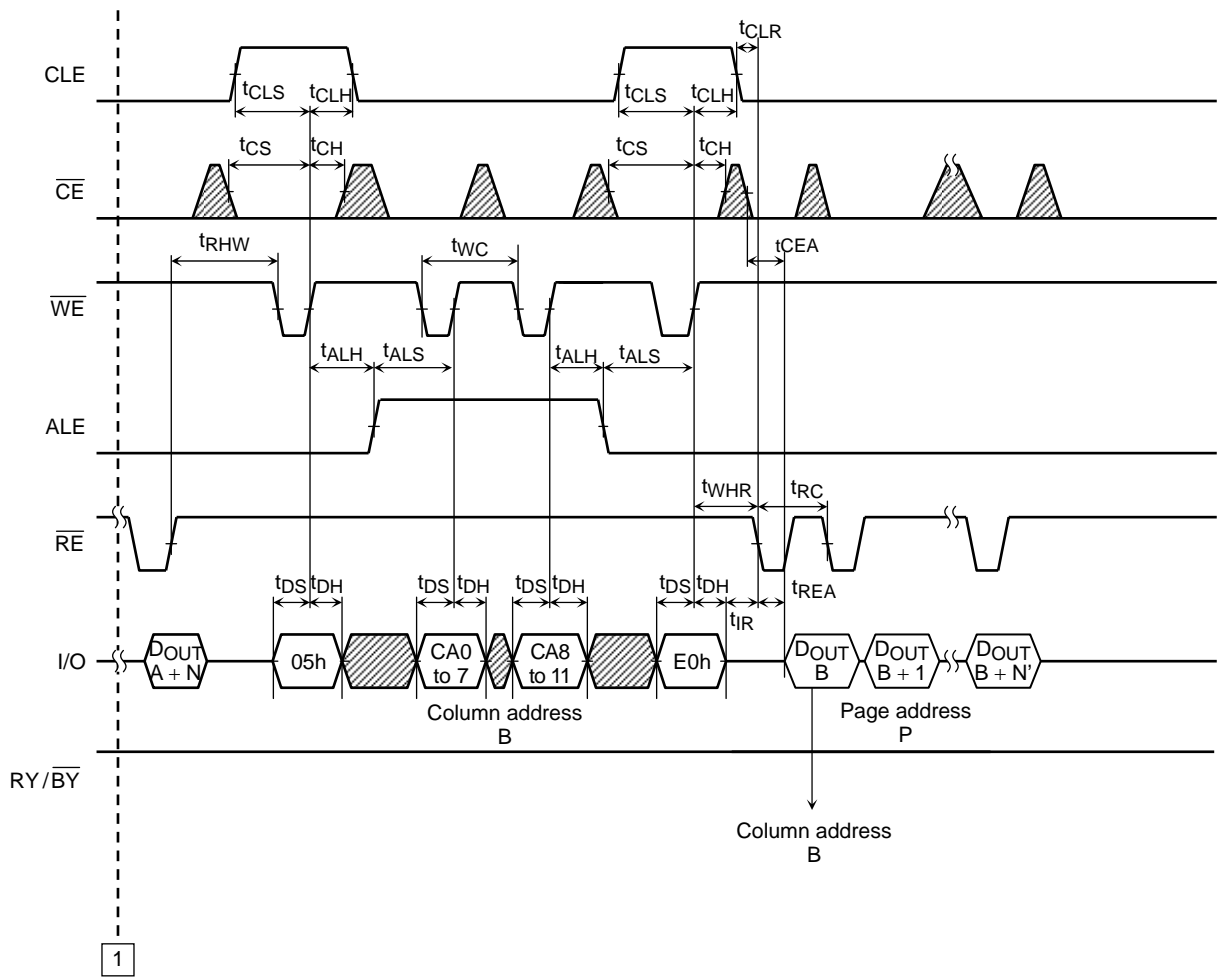 tCLR
CLE
tCLS tCLH tCLS tCLH
tCS tCH tCS tCH
CE
tRHW tWC tCEA
WE
tALH tALS tALH tALS
ALE
tWHR tRC
RE
tDS tDH tDS tDH tDS tDH tDS tDH tREA
tIR
I/O
DOUT A + N
05h
CA0 to 7
CA8 to 11
E0h
DOUT B
DOUT B + 1
DOUT B + N'
Column address
B
Page address
P
RY/BY
Column address
B
1